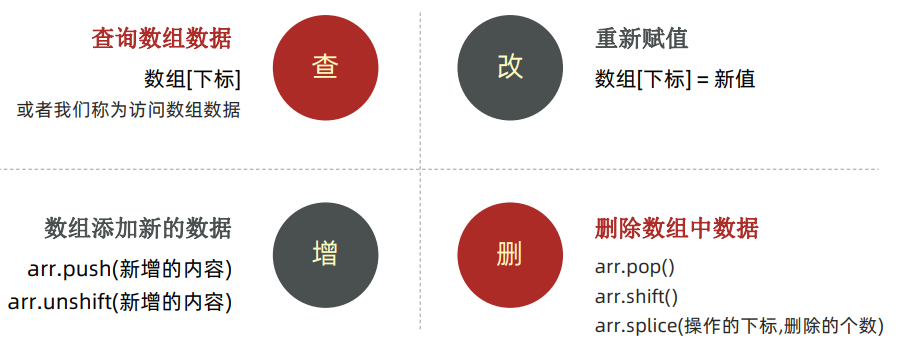 查询数组数据
数组[下标]
或者我们称为访问数组数据
查
改
重新赋值
数组[下标] = 新值
数组添加新的数据
arr.push(新增的内容)
arr.unshift(新增的内容)
增
删
删除数组中数据
arr.pop()
arr.shift()
arr.splice(操作的下标,删除的个数)